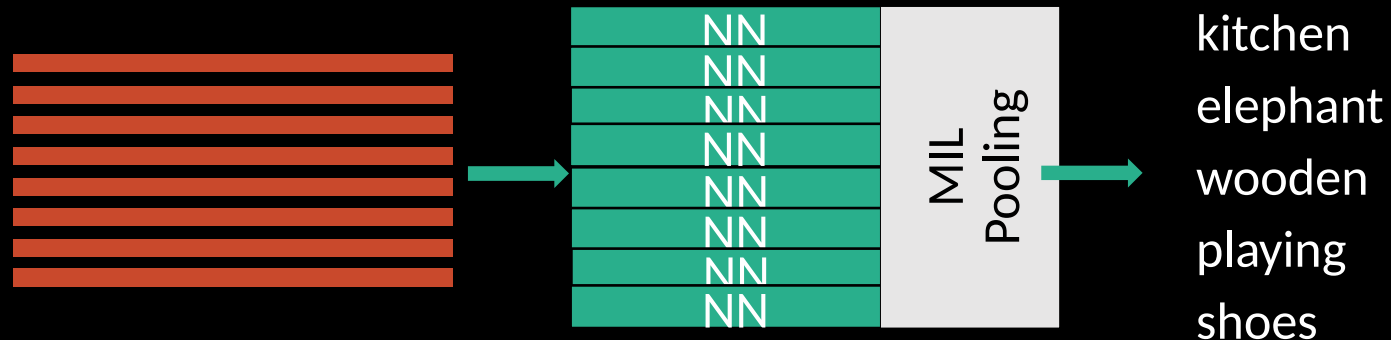 NN
NN
NN
NN
NN
NN
NN
NN
MIL
Pooling
kitchen
elephant
wooden
playing
shoes